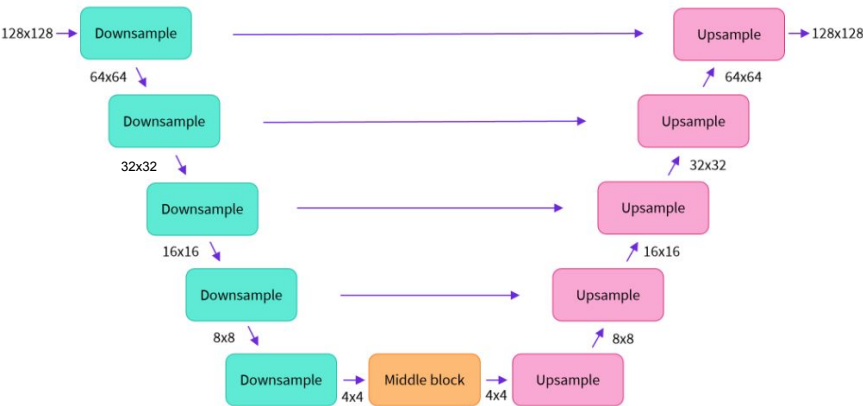 128x128
Downsample
Upsample
128x128
64x64
64x64
Downsample
Upsample
32x32
32x32
Downsample
Upsample
16x16
16x16
Downsample
Upsample
8x8
8x8
Downsample
4x4
Middle block
4x4
Upsample